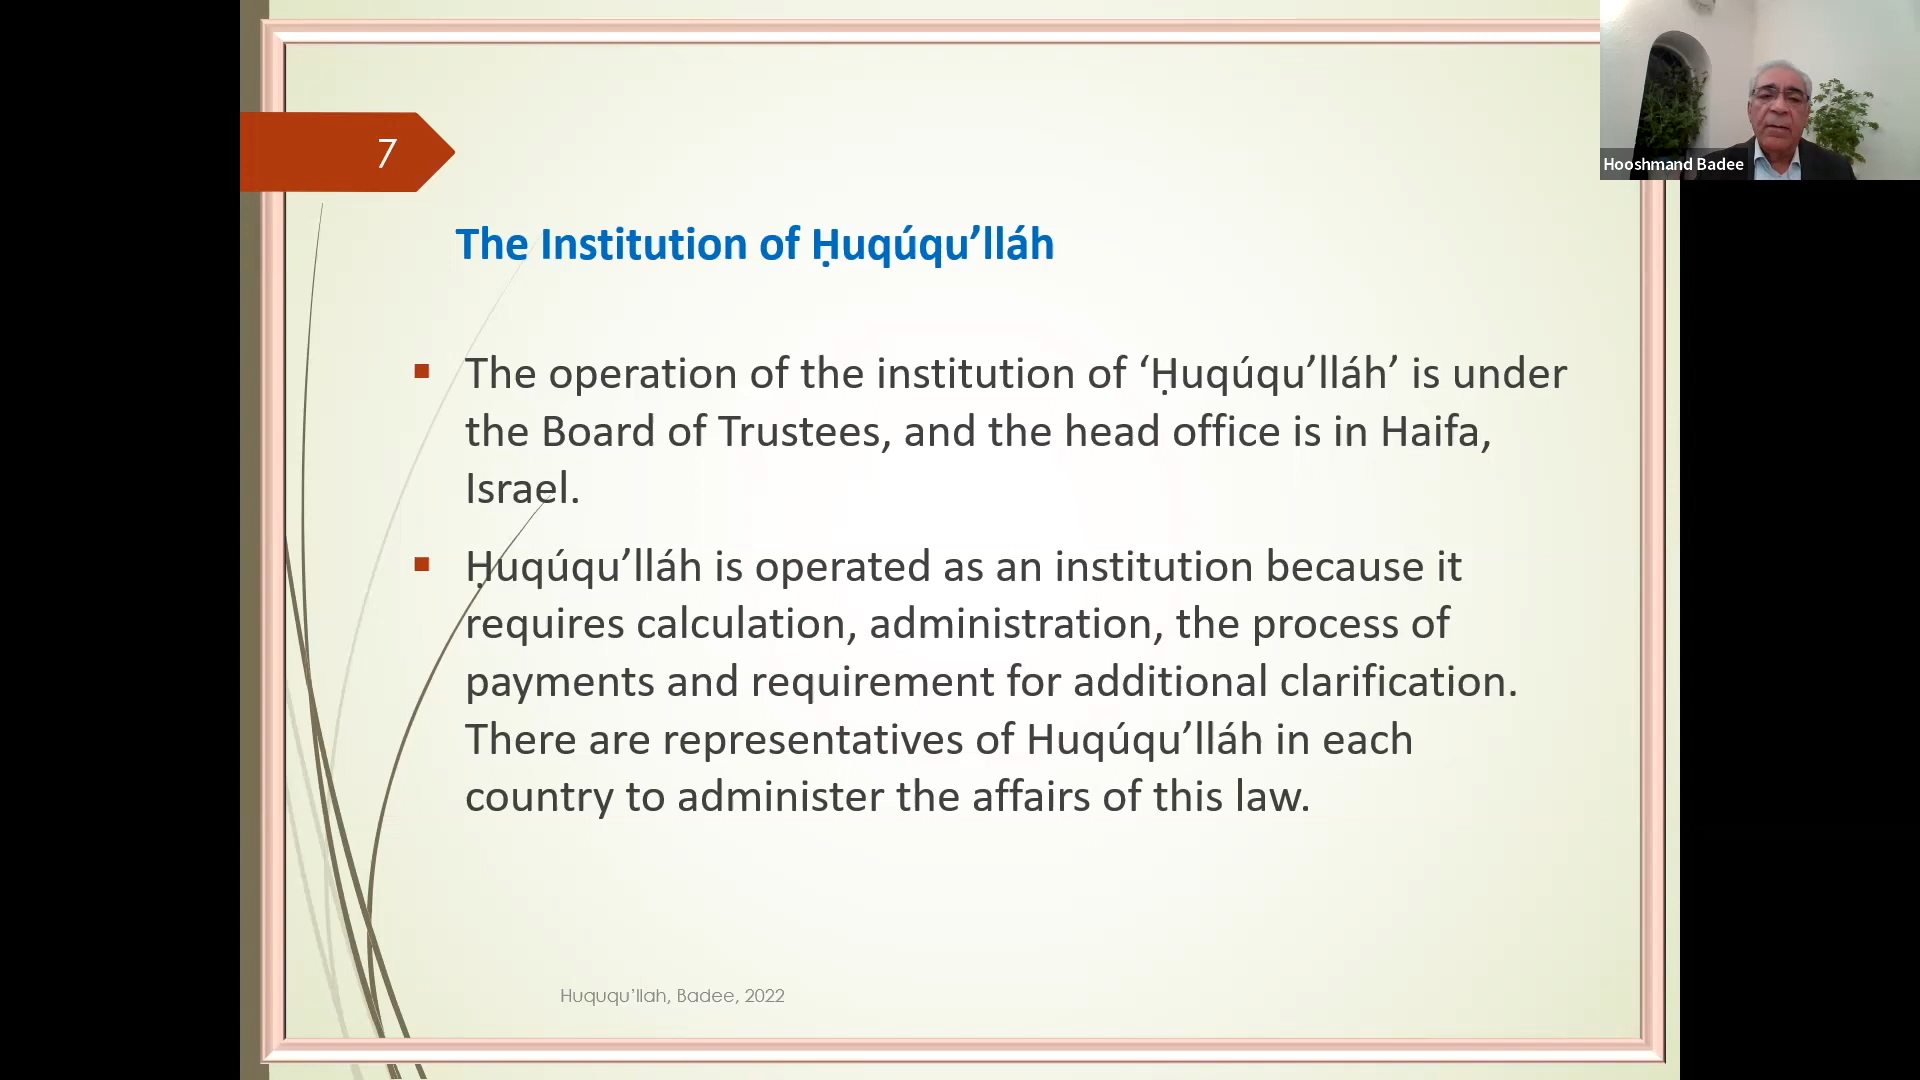 7
Hooshmand Badee
The Institution of Ḥuqúqu’lláh
▪ The operation of the institution of ‘Ḥuqúqu’lláh’ is under
the Board of Trustees, and the head office is in Haifa,
Israel.
▪ Ḥuqúqu’lláh is operated as an institution because it
requires calculation, administration, the process of
payments and requirement for additional clarification.
There are representatives of Huqúqu’lláh in each
country to administer the affairs of this law.
Huququ’llah, Badee, 2022